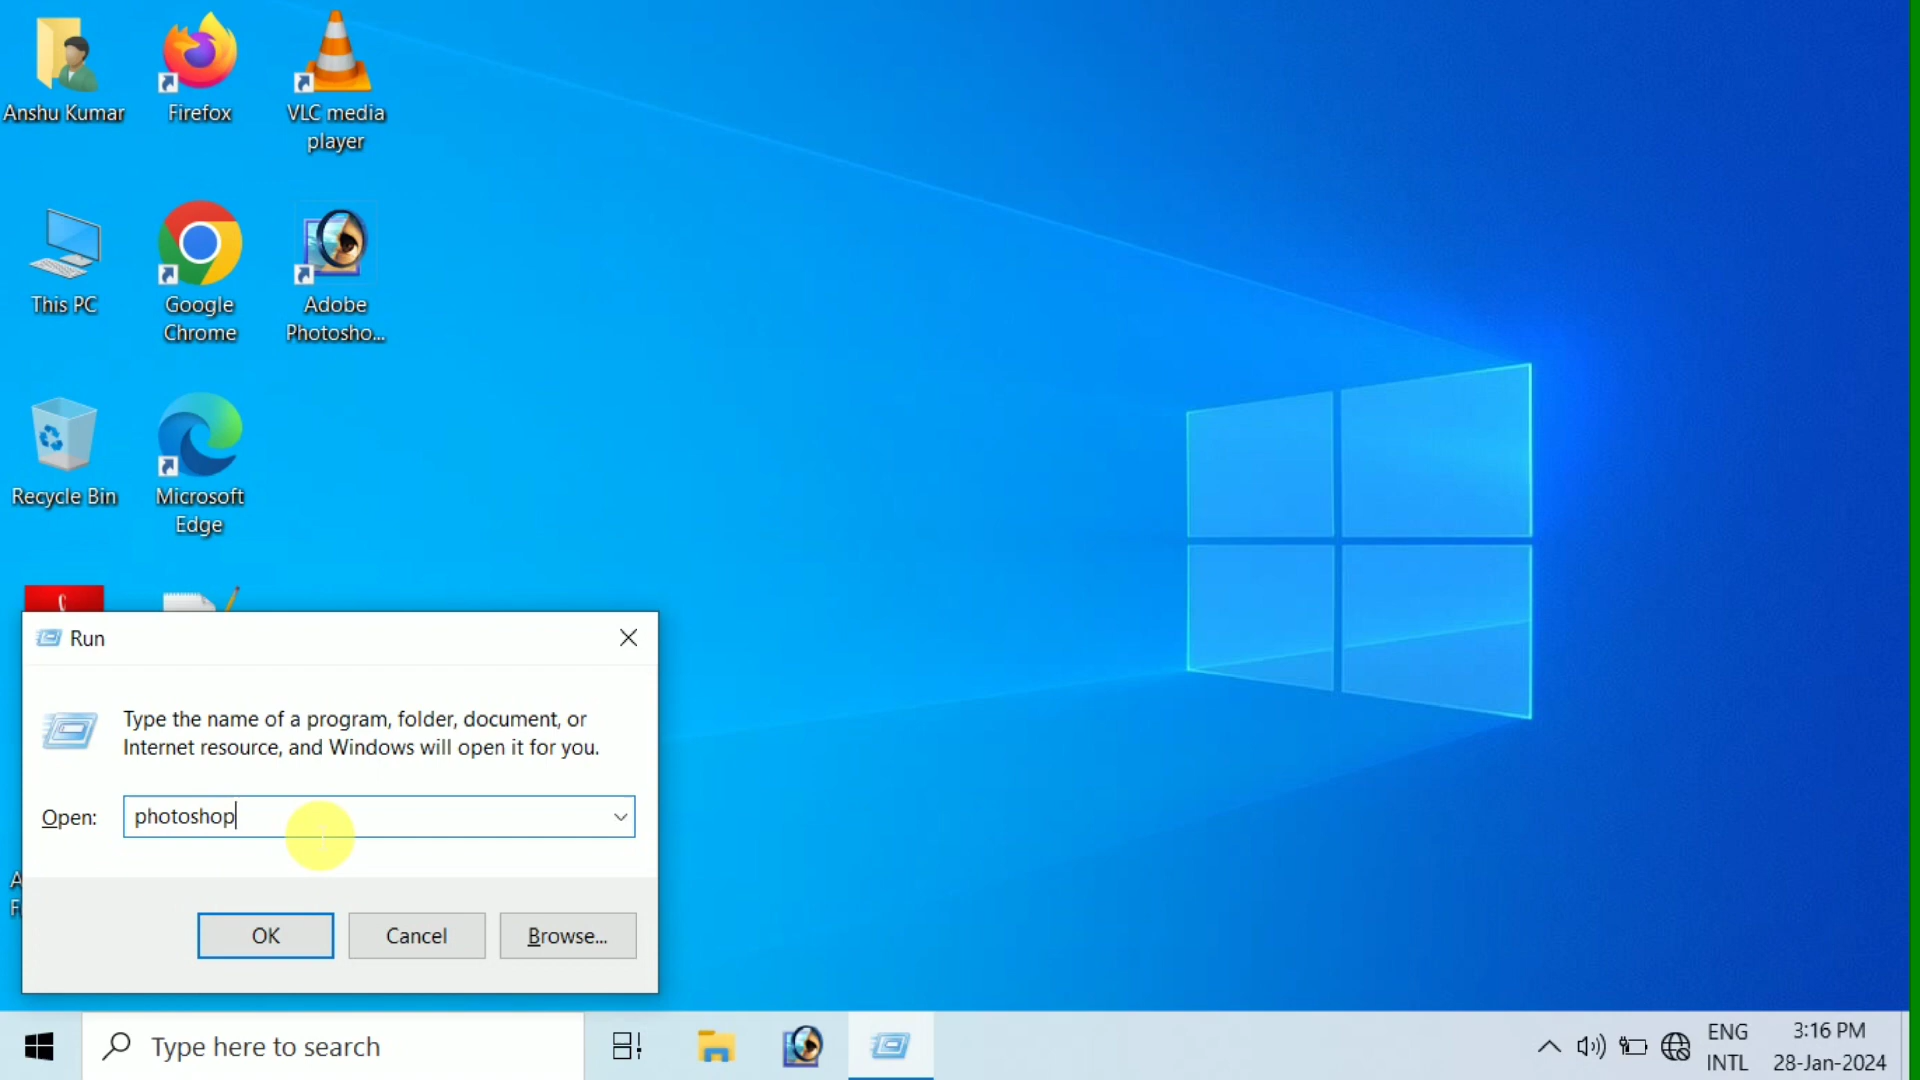 Anshu Kumar
Firefox
VLC media
player
This PC
Google
Chrome
Adobe
Photosho...
Recycle Bin
Microsoft
Edge
Run
Type the name of a program, folder, document, or
Internet resource, and Windows will open it for you.
Open:
photoshop
OK
Cancel
Browse...
Type here to search
ENG
INTL
3:16 PM
28-Jan-2024